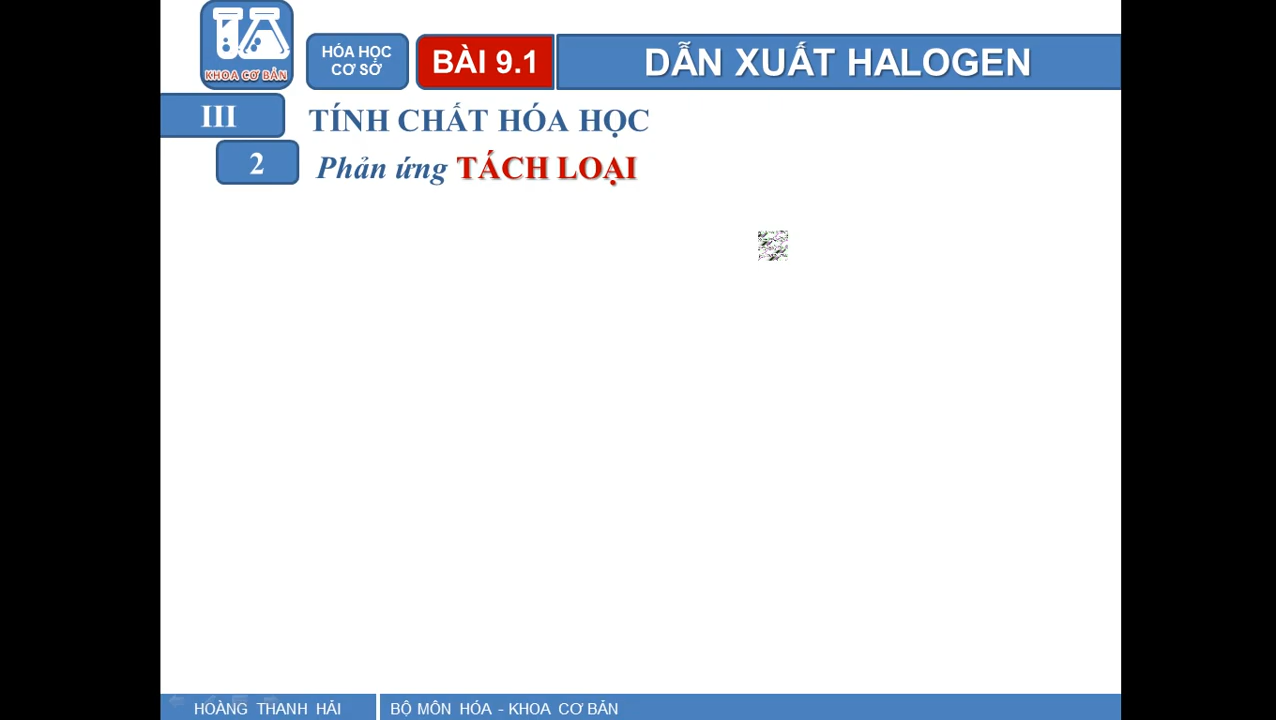 KHOA CƠ BẢN
HÓA HỌC
CƠ SỞ
BÀI 9.1
DẪN XUẤT HALOGEN
III
TÍNH CHẤT HÓA HỌC
2
Phản ứng TÁCH LOẠI
HOÀNG THANH HẢI
BỘ MÔN HÓA - KHOA CƠ BẢN